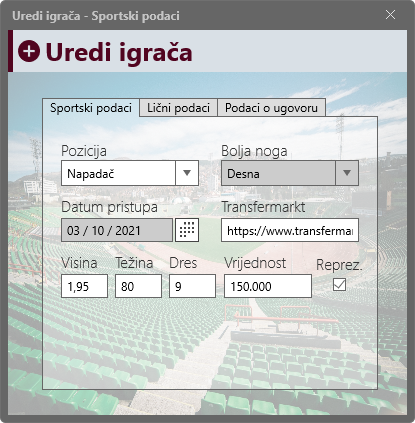 Uredi igrača - Sportski podaci
Uredi igrača
Sportski podaci Lični podaci Podaci o ugovoru
Pozicija Bolja noga
Napadač Desna
Datum pristupa Transfermarkt
03 / 10 / 2021 https://www.transfermar
Visina Težina Dres Vrijednost Reprez.
1,95 80 9 150.000